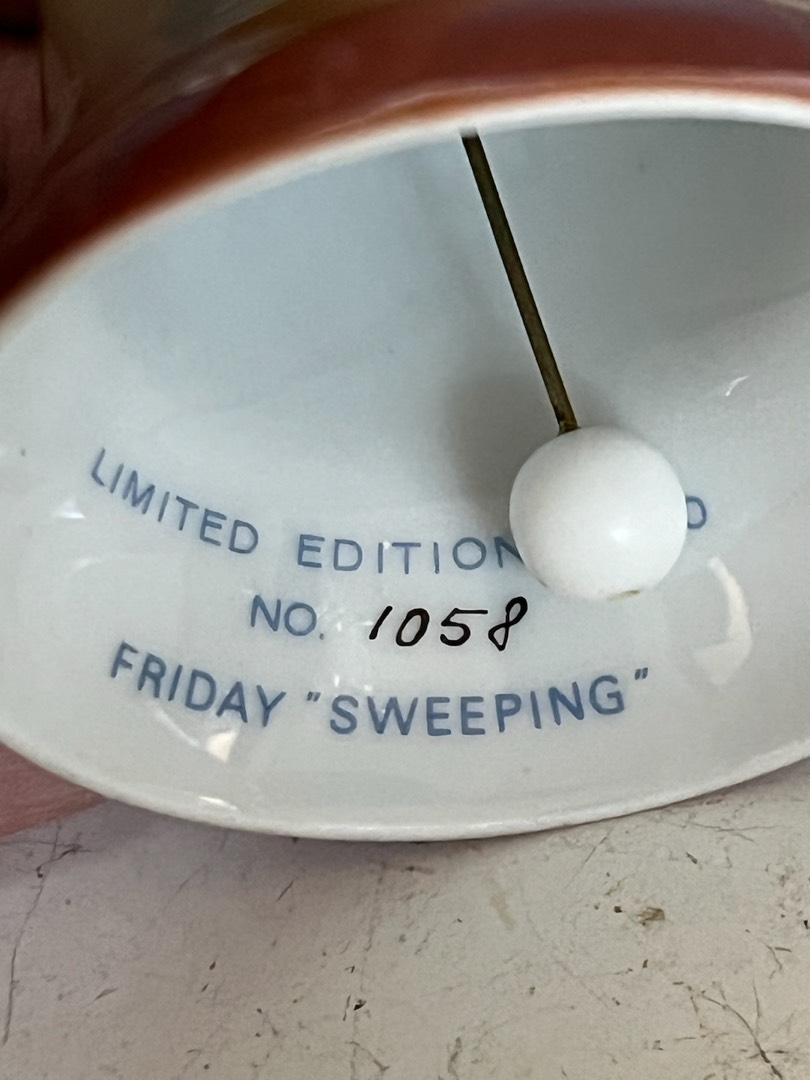 LIMITED EDITION
NO. 1058
FRIDAY "SWEEPING"